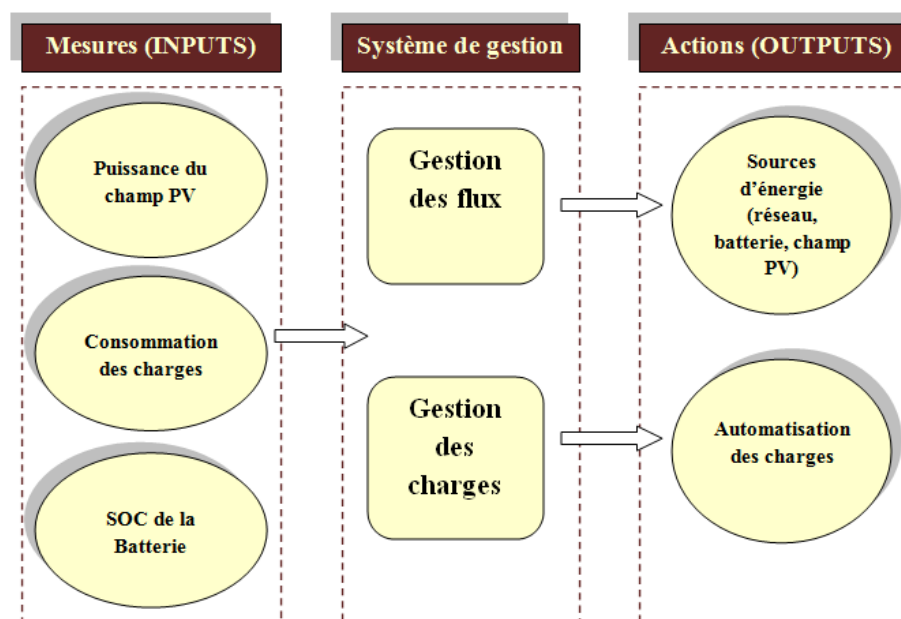 Mesures (INPUTS)
Système de gestion
Actions (OUTPUTS)
Puissance du
champ PV
Consommation
des charges
SOC de la
Batterie
Gestion
des flux
Gestion
des
charges
Sources
d’énergie
(réseau,
batterie, champ
PV)
Automatisation
des charges